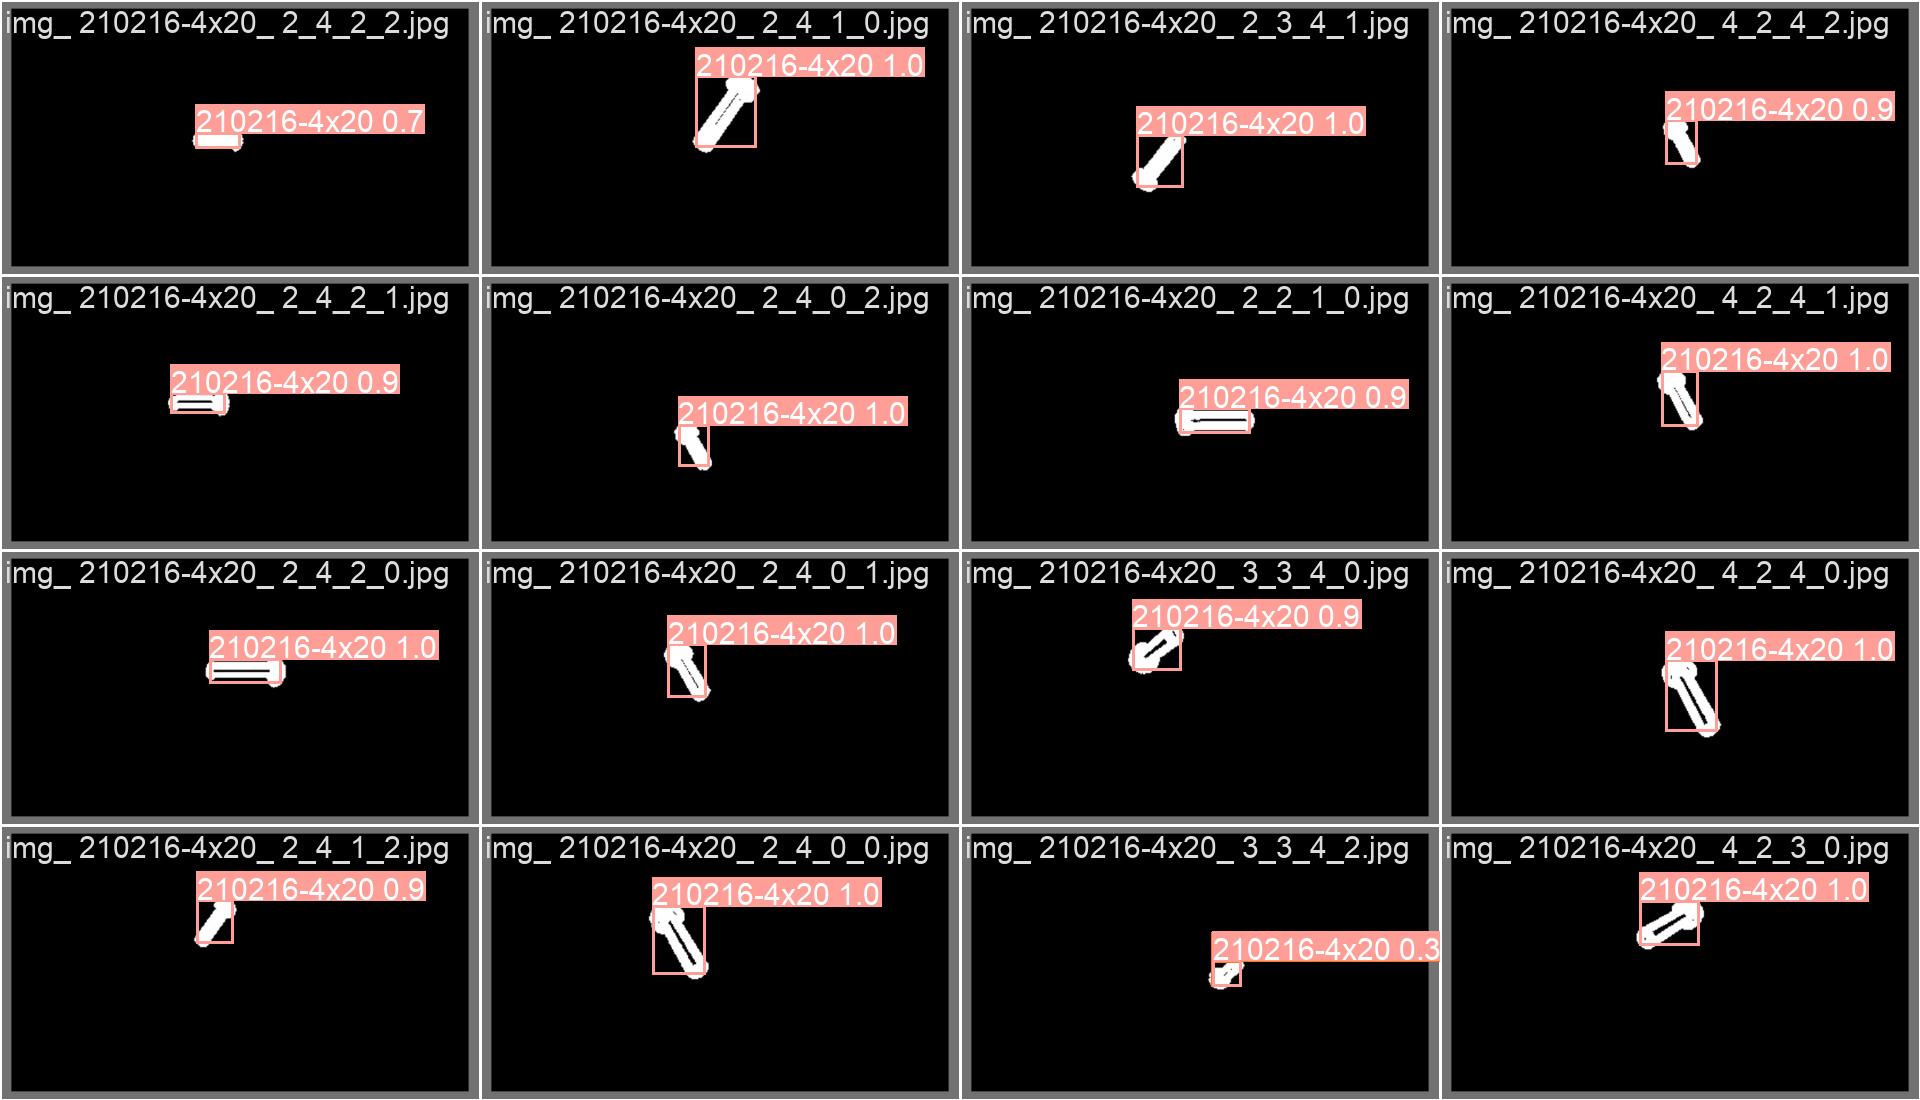 img_ 210216-4x20_ 2_4_2_2.jpg
210216-4x20 0.7
img_ 210216-4x20_ 2_4_1_0.jpg
210216-4x20 1.0
img_ 210216-4x20_ 2_3_4_1.jpg
210216-4x20 1.0
img_ 210216-4x20_ 4_2_4_2.jpg
210216-4x20 0.9
img_ 210216-4x20_ 2_4_2_1.jpg
210216-4x20 0.9
img_ 210216-4x20_ 2_4_0_2.jpg
210216-4x20 1.0
img_ 210216-4x20_ 2_2_1_0.jpg
210216-4x20 0.9
img_ 210216-4x20_ 4_2_4_1.jpg
210216-4x20 1.0
img_ 210216-4x20_ 2_4_2_0.jpg
210216-4x20 1.0
img_ 210216-4x20_ 2_4_0_1.jpg
210216-4x20 1.0
img_ 210216-4x20_ 3_3_4_0.jpg
210216-4x20 0.9
img_ 210216-4x20_ 4_2_4_0.jpg
210216-4x20 1.0
img_ 210216-4x20_ 2_4_1_2.jpg
210216-4x20 0.9
img_ 210216-4x20_ 2_4_0_0.jpg
210216-4x20 1.0
img_ 210216-4x20_ 3_3_4_2.jpg
210216-4x20 0.3
img_ 210216-4x20_ 4_2_3_0.jpg
210216-4x20 1.0